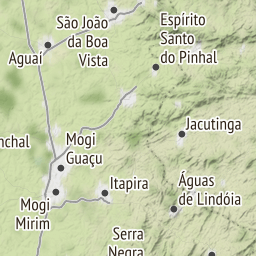 São João
da Boa
Vista
Espírito
Santo
do Pinhal
Aguaí
Jacutinga
nchal
Mogi
Guaçu
Itapira
Águas
de Lindóia
Mogi
Mirim
Serra
Negra